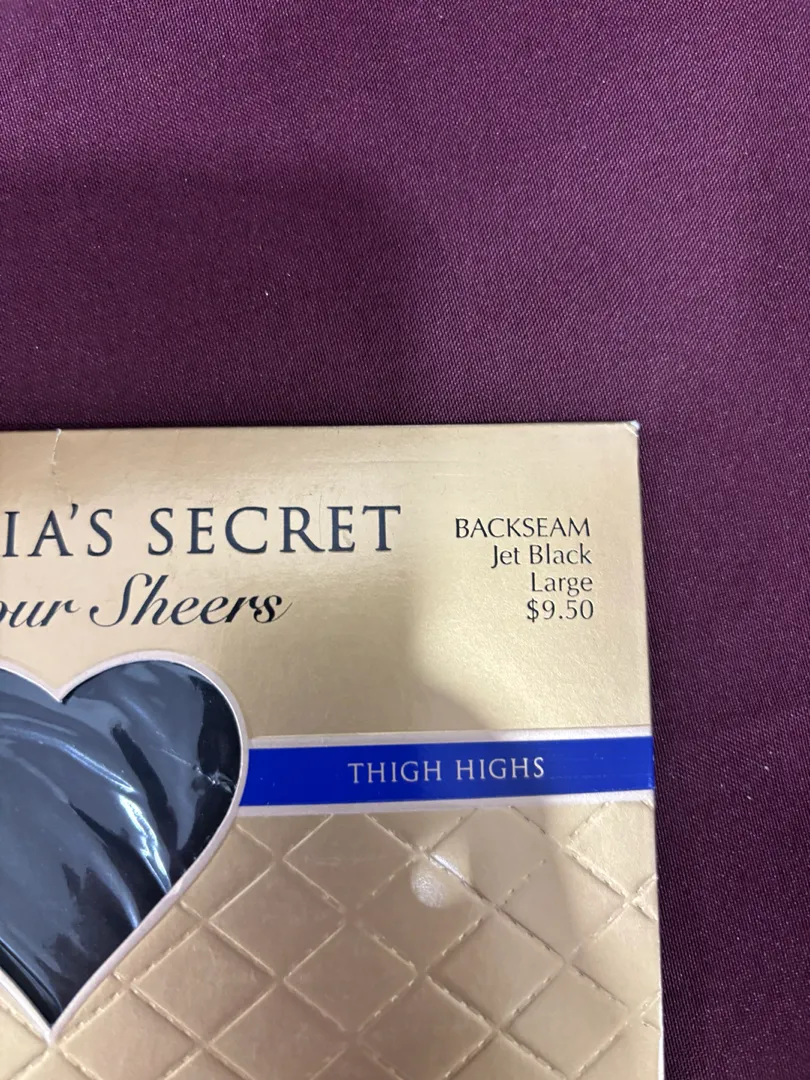 IA'S SECRET
our Sheers
BACKSEAM
Jet Black
Large
$9.50
THIGH HIGHS